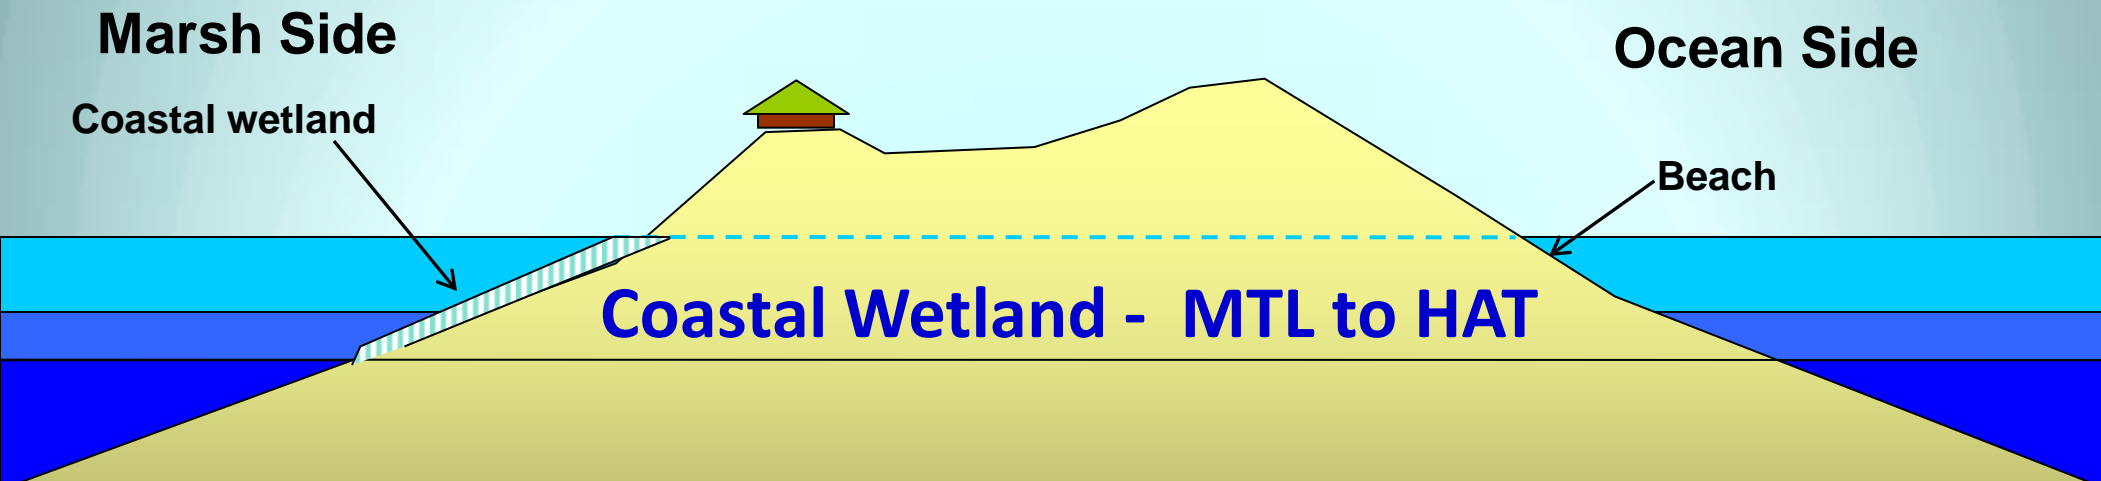 Marsh Side
Ocean Side
Coastal wetland
Beach
Coastal Wetland - MTL to HAT